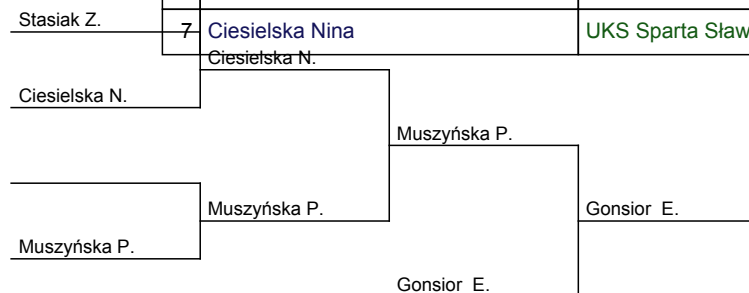 Stasiak Z.
7 Ciesielska Nina UKS Sparta Sław
Ciesielska N.
Ciesielska N.
Muszyńska P.
Muszyńska P.
Gonsior E.
Muszyńska P.
Gonsior E.